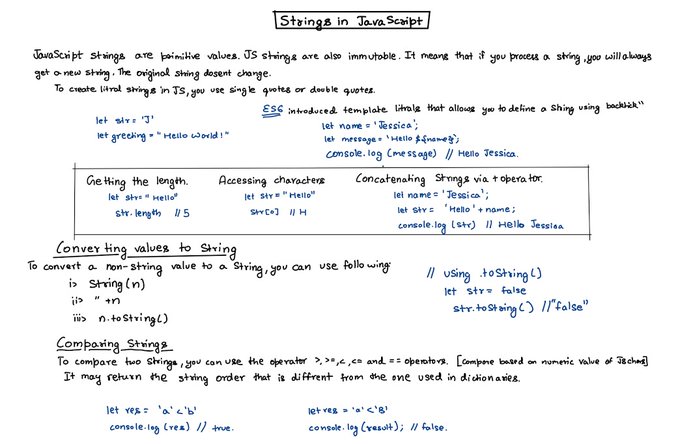 Strings in JavaScript
JavaScript strings are primitive values. JS strings are also immutable. It means that if you process a string, you will always
get a new string. The original string dosent change.
To create litral strings in JS, you use single quotes or double quotes.
let str = 'J'
let greeting = "Hello World!"
ES6 introduced template litrals that allows you to define a String using backtick"
let name = 'Jessica';
let message = 'Hello ${name}';
console.log (message) // Hello Jessica.
Getting the length.
let str= "Hello"
str.length // 5
Accessing characters
let str = "Hello"
str[0] // H
Concatenating Strings via + operator.
let name = 'Jessica';
let str = 'Hello' + name;
console.log (str) // Hello Jessica
Converting values to String
To convert a non-string value to a String, you can use following:
i> String(n)
ii> " +n
iii> n.toString()
// using .toString()
let str = false
str.toString() // "false"
Comparing Strings
To compare two Strings, you can use the operator >, >=, <, <= and == operators. [Compare based on numeric value of JS chars]
It may return the string order that is diffrent from the one used in dictionaries.
let res = 'a' < 'b'
console.log (res) // true.
let res = 'a' < 'B'
console.log (result); // false.